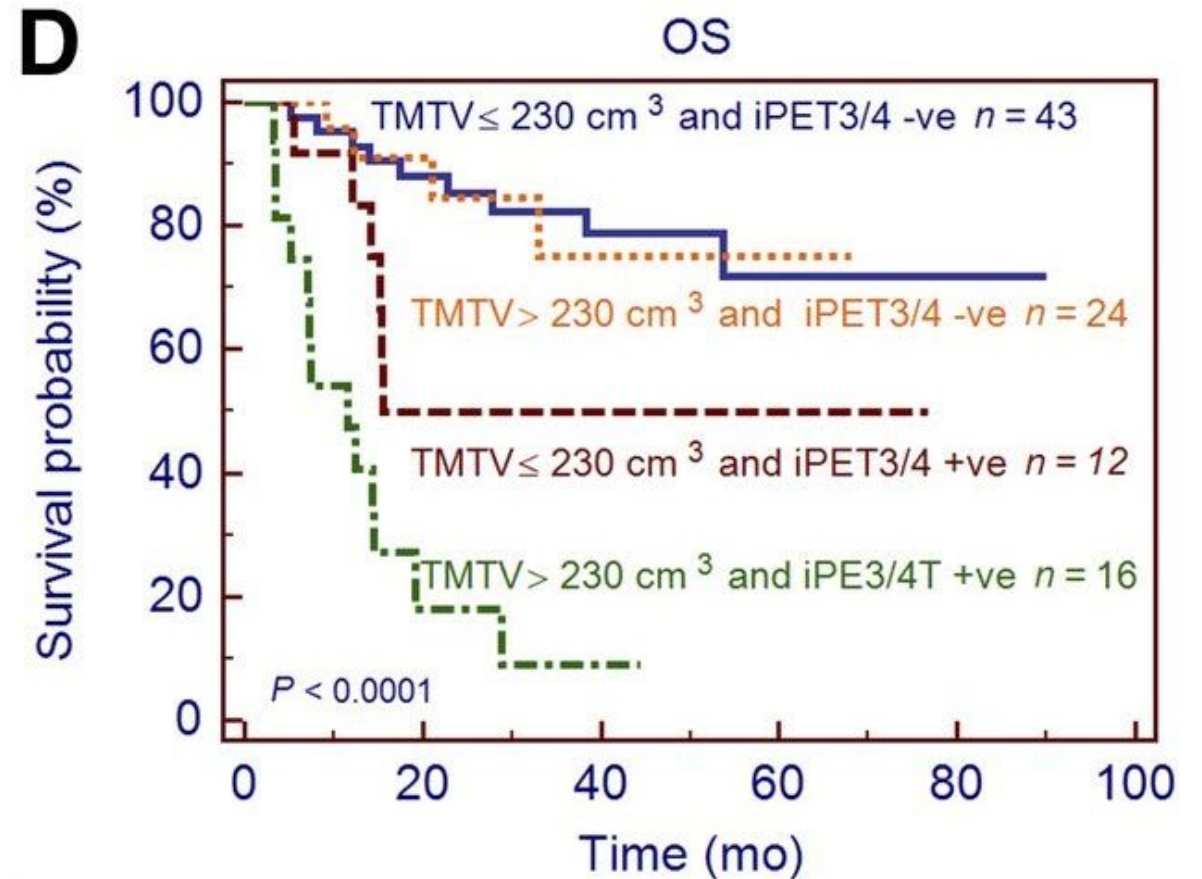 D
OS
Survival probability (%)
100
80
60
40
20
0
TMTV≤ 230 cm 3 and iPET3/4 -ve n = 43
TMTV> 230 cm 3 and iPET3/4 -ve n = 24
TMTV≤ 230 cm 3 and iPET3/4 +ve n = 12
TMTV> 230 cm 3 and iPE3/4T +ve n = 16
P < 0.0001
0 20 40 60 80 100
Time (mo)